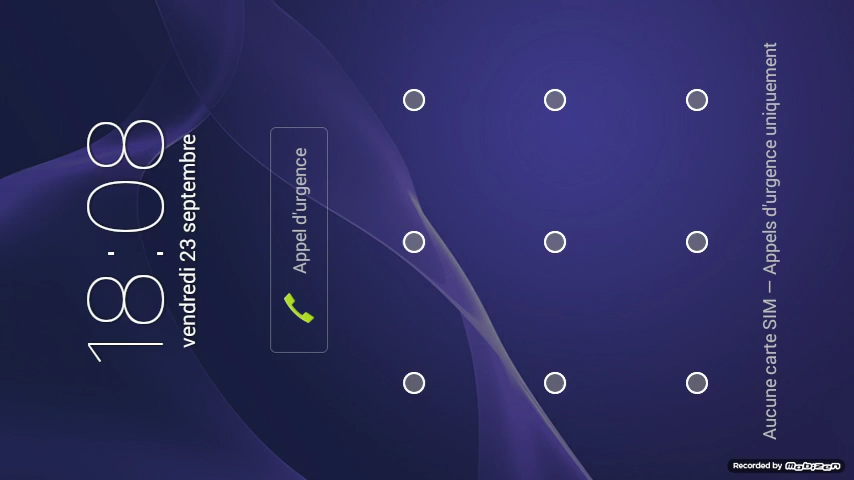 18:08
vendredi 23 septembre
Appel d'urgence
Aucune carte SIM — Appels d'urgence uniquement
Recorded by Mobizen